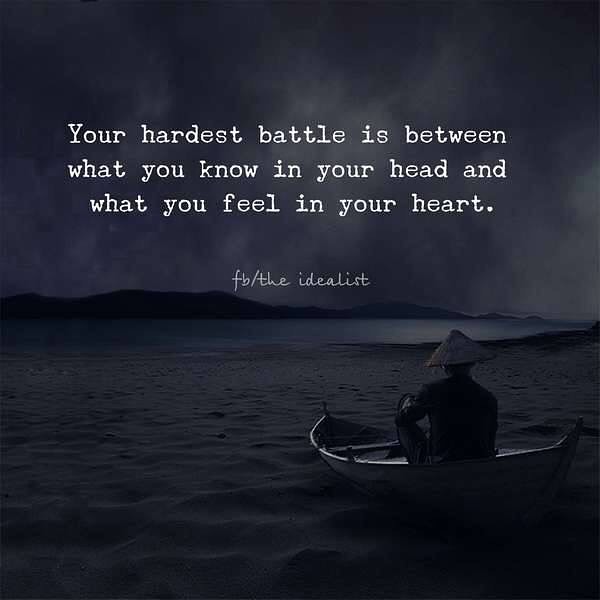 Your hardest battle is between
what you know in your head and
what you feel in your heart.
fb/the idealist